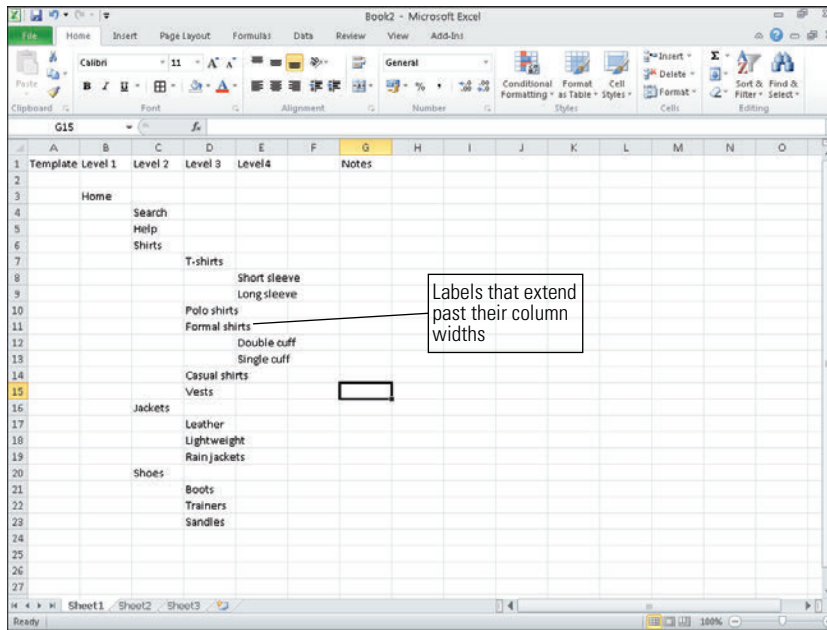 Book2 - Microsoft Excel
File Home Insert Page Layout Formulas Data Review View Add-Ins
Calibri 11 A A General Insert Σ
Paste B I U A % , Conditional Formatting Format as Table Cell Styles Delete Format Sort & Filter Find & Select
Clipboard Font Alignment Number Styles Cells Editing
G15 fx
A B C D E F G H I J K L M N O
1 Template Level 1 Level 2 Level 3 Level4 Notes
2
3 Home
4 Search
5 Help
6 Shirts
7 T-shirts
8 Short sleeve
9 Long sleeve
10 Polo shirts
11 Formal shirts
12 Double cuff
13 Single cuff
14 Casual shirts
15 Vests
16 Jackets
17 Leather
18 Lightweight
19 Rain jackets
20 Shoes
21 Boots
22 Trainers
23 Sandles
24
25
26
27
Labels that extend
past their column
widths
Sheet1 Sheet2 Sheet3
Ready 100%